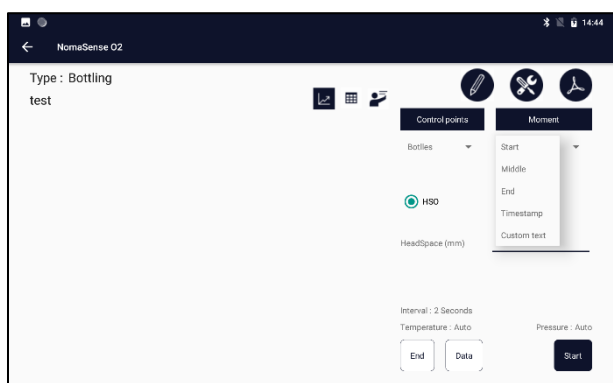 14:44
NomaSense O2
Type : Bottling
test
Control points
Moment
Botlles
Start
Middle
End
Timestamp
Custom text
HSO
HeadSpace (mm)
Interval : 2 Seconds
Temperature : Auto
Pressure : Auto
End
Data
Start